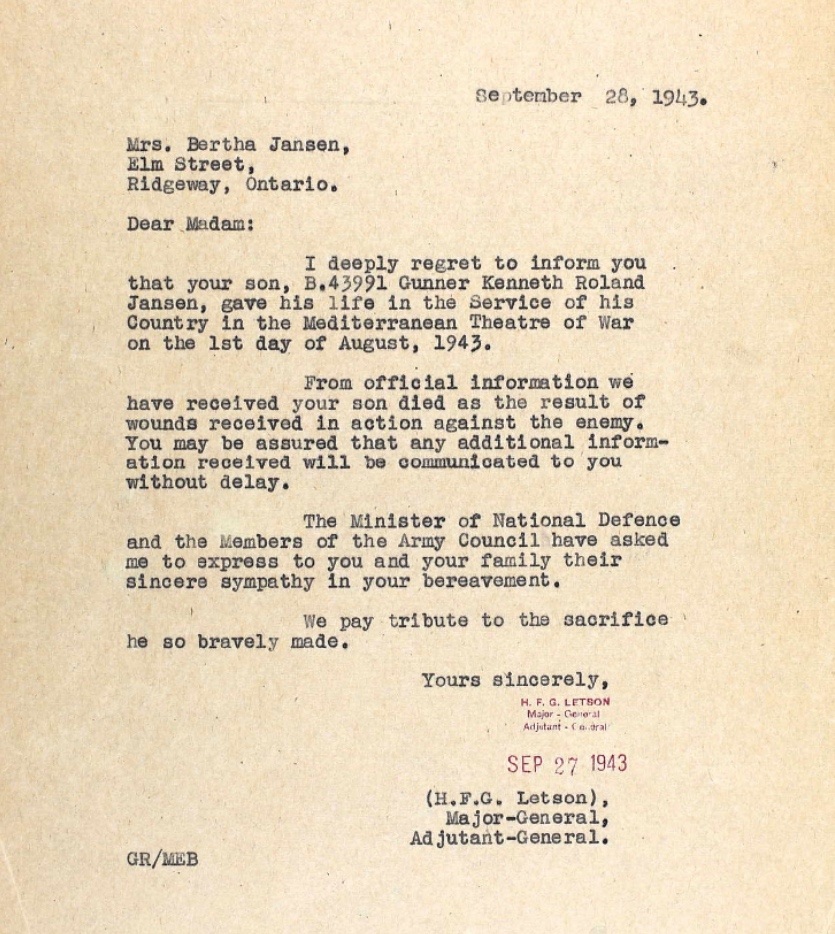 September 28, 1943.
Mrs. Bertha Jansen,
Elm Street,
Ridgeway, Ontario.
Dear Madam:
I deeply regret to inform you
that your son, B.43991 Gunner Kenneth Roland
Jansen, gave his life in the Service of his
Country in the Mediterranean Theatre of War
on the 1st day of August, 1943.
From official information we
have received your son died as the result of
wounds received in action against the enemy.
You may be assured that any additional inform-
ation received will be communicated to you
without delay.
The Minister of National Defence
and the Members of the Army Council have asked
me to express to you and your family their
sincere sympathy in your bereavement.
We pay tribute to the sacrifice
he so bravely made.
Yours sincerely,
H. F. G. LETSON
Major - General
Adjutant - General
SEP 27 1943
(H.F.G. Letson),
Major-General,
Adjutant-General.
GR/MEB